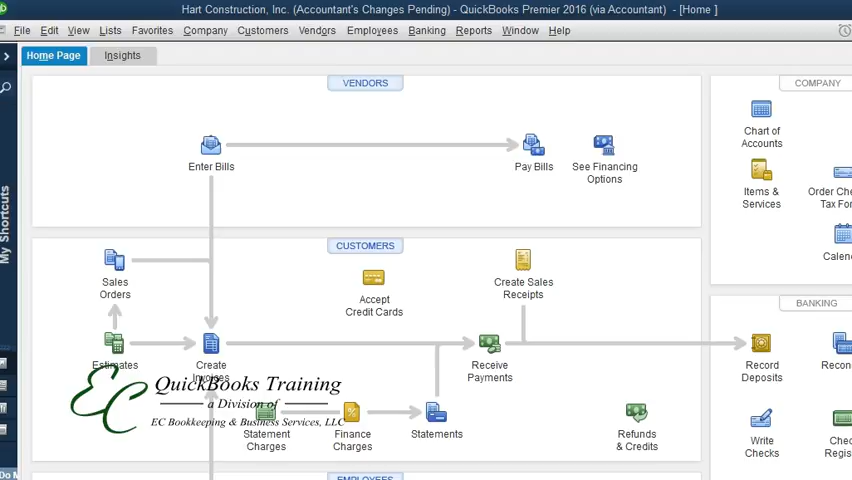 Hart Construction, Inc. (Accountant's Changes Pending) - QuickBooks Premier 2016 (via Accountant) - [Home ]
File Edit View Lists Favorites Company Customers Vendors Employees Banking Reports Window Help
Home Page Insights
My Shortcuts
VENDORS
Enter Bills
Pay Bills
See Financing
Options
CUSTOMERS
Sales
Orders
Accept
Credit Cards
Create Sales
Receipts
Estimates
Create
Invoices
Receive
Payments
Statement
Charges
Finance
Charges
Statements
Refunds
& Credits
EMPLOYEES
COMPANY
Chart of
Accounts
Items &
Services
Order Che
Tax For
Calen
BANKING
Record
Deposits
Recon
Write
Checks
Chec
Regis
EC
QuickBooks Training
a Division of
EC Bookkeeping & Business Services, LLC
Do M